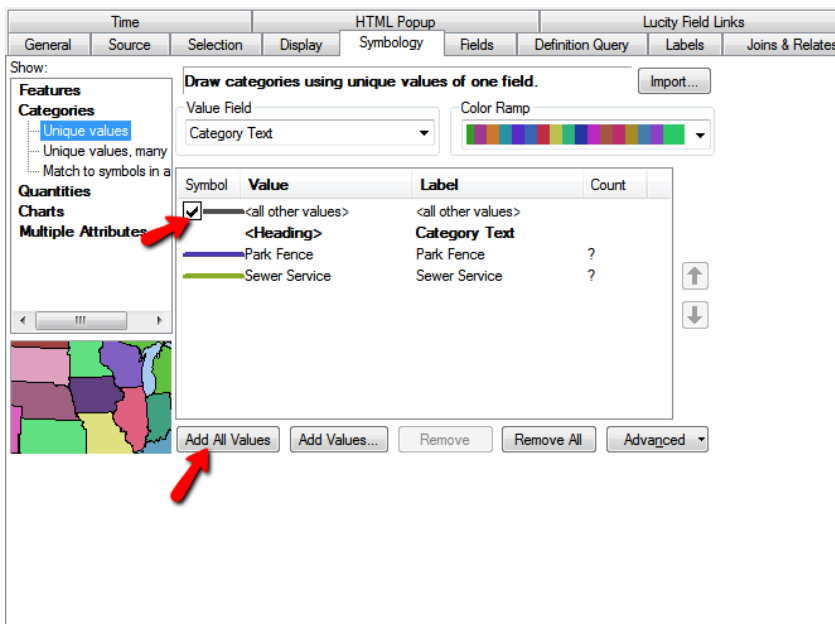 Time HTML Popup Lucity Field Links
General Source Selection Display Symbology Fields Definition Query Labels Joins & Relates
Show:
Features
Categories
Unique values
Unique values, many
Match to symbols in a
Quantities
Charts
Multiple Attributes
Draw categories using unique values of one field.
Import...
Value Field
Category Text
Color Ramp
Symbol Value Label Count
<all other values> <all other values>
<Heading> Category Text
Park Fence Park Fence ?
Sewer Service Sewer Service ?
Add All Values Add Values... Remove Remove All Advanced